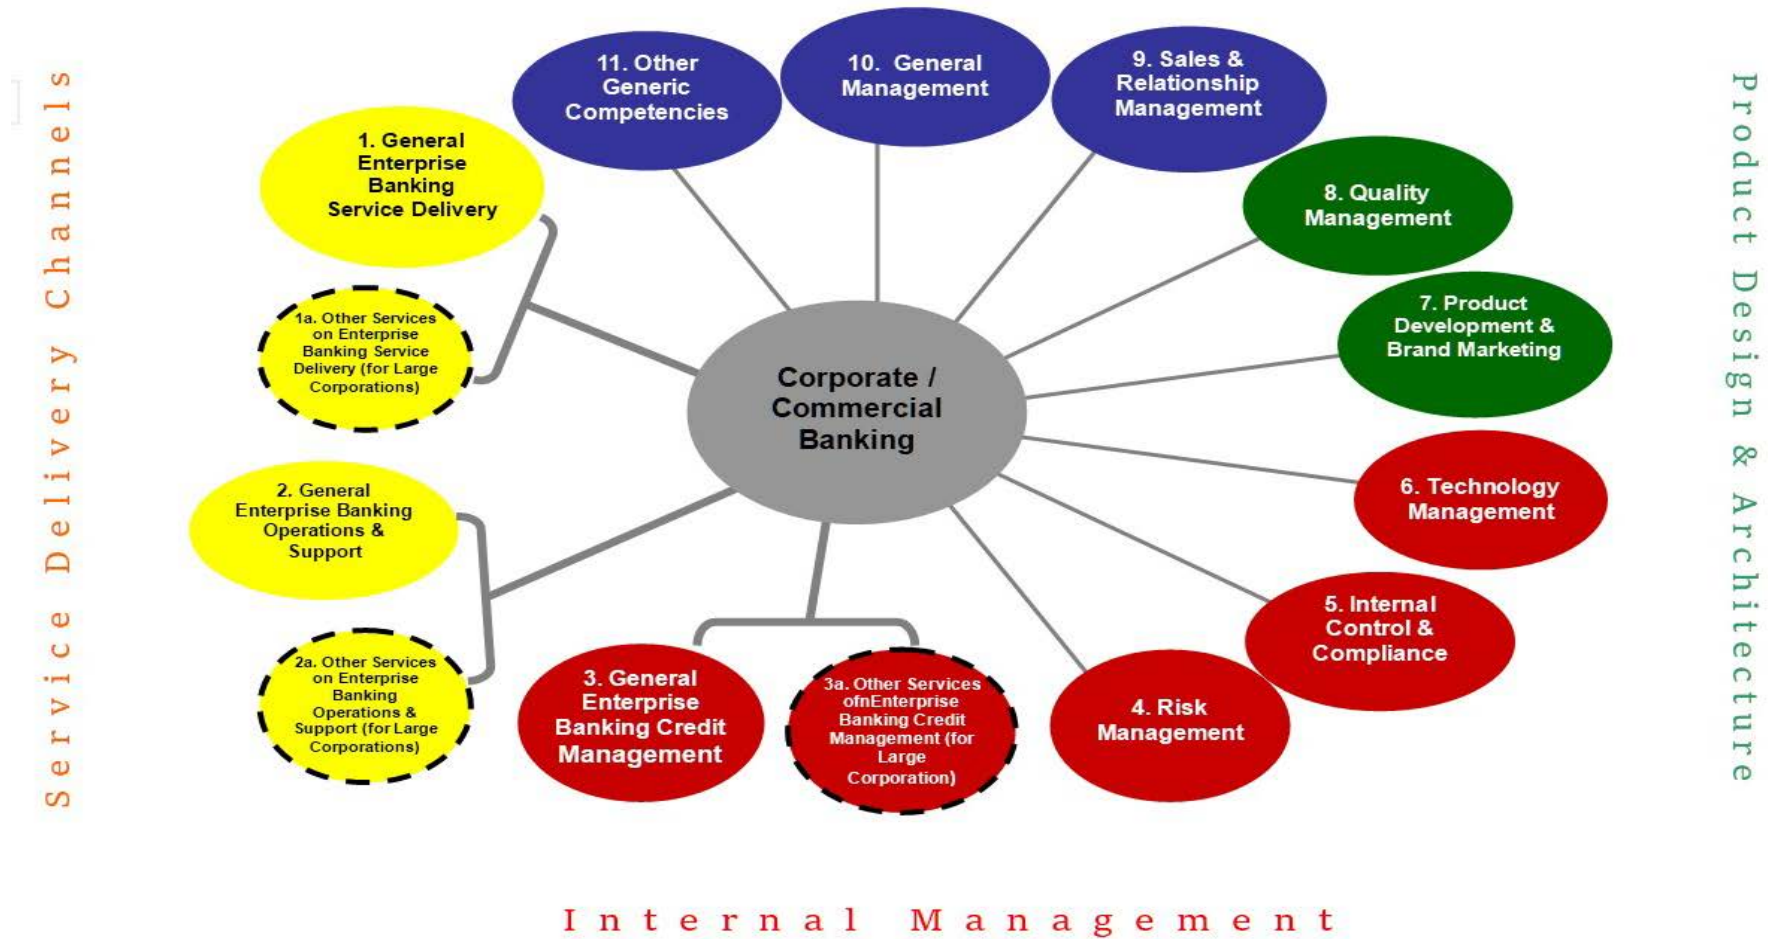 11. Other
Generic
Competencies
10. General
Management
9. Sales &
Relationship
Management
1. General
Enterprise
Banking
Service Delivery
8. Quality
Management
1a. Other Services
on Enterprise
Banking Service
Delivery (for Large
Corporations)
7. Product
Development &
Brand Marketing
Corporate /
Commercial
Banking
2. General
Enterprise Banking
Operations &
Support
6. Technology
Management
5. Internal
Control &
Compliance
2a. Other Services
on Enterprise
Banking
Operations &
Support (for Large
Corporations)
3. General
Enterprise
Banking Credit
Management
3a. Other Services
ofnEnterprise
Banking Credit
Management (for
Large
Corporation)
4. Risk
Management
Service Delivery Channels
Product Design & Architecture
Internal Management